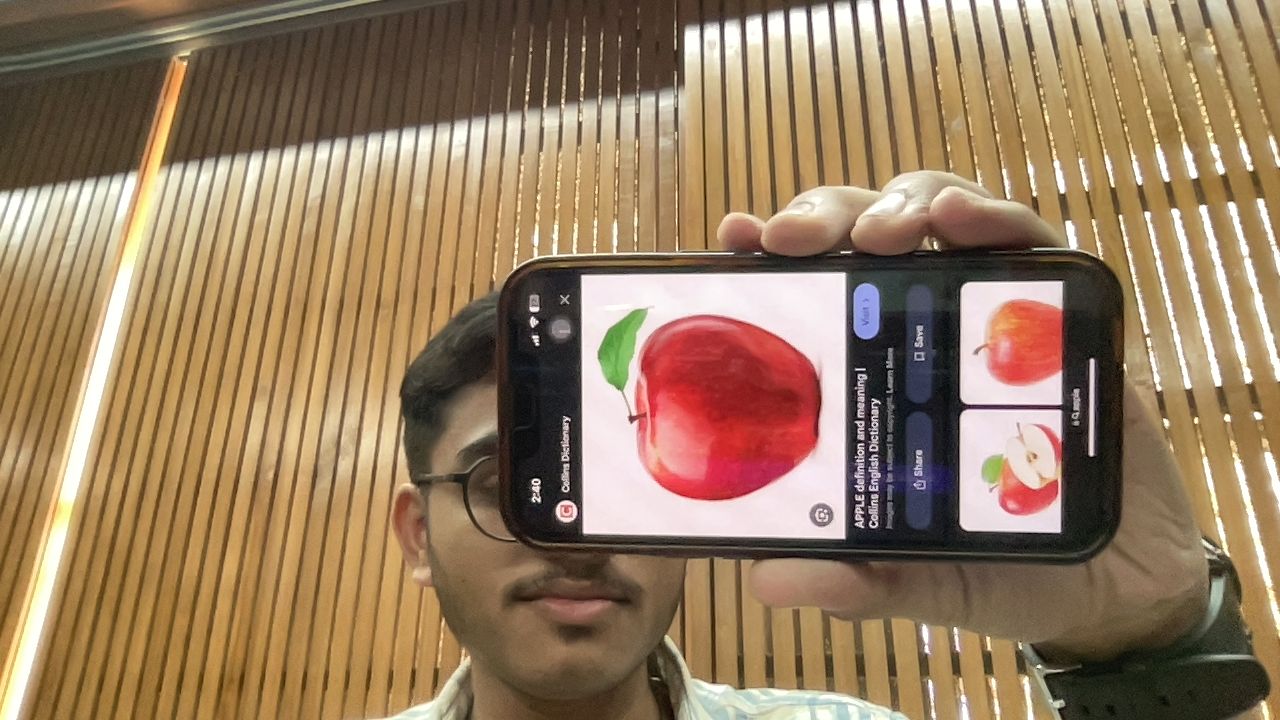 2:40
Collins Dictionary
APPLE definition and meaning |
Collins English Dictionary
Images may be subject to copyright. Learn More
Visit >
Share
Save
apple